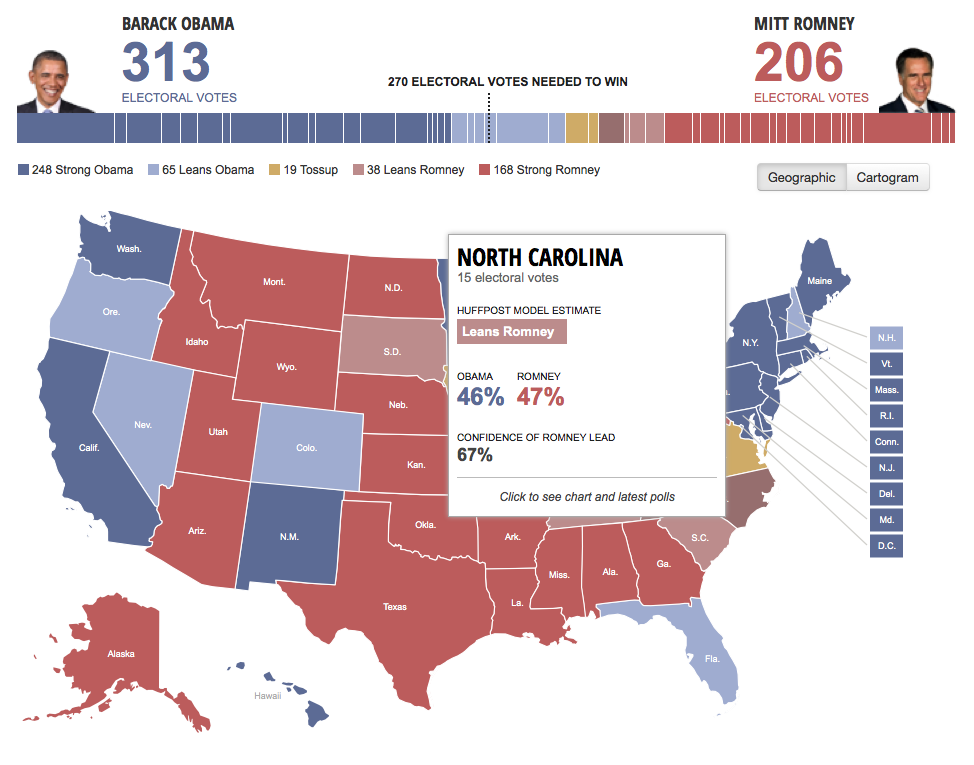 BARACK OBAMA
313
ELECTORAL VOTES
270 ELECTORAL VOTES NEEDED TO WIN
MITT ROMNEY
206
ELECTORAL VOTES
248 Strong Obama
65 Leans Obama
19 Tossup
38 Leans Romney
168 Strong Romney
Geographic
Cartogram
NORTH CAROLINA
15 electoral votes
HUFFPOST MODEL ESTIMATE
Leans Romney
OBAMA ROMNEY
46% 47%
CONFIDENCE OF ROMNEY LEAD
67%
Click to see chart and latest polls
Wash.
Ore.
Calif.
Nev.
Idaho
Mont.
Wyo.
Utah
Ariz.
Colo.
N.M.
N.D.
S.D.
Neb.
Kan.
Okla.
Texas
Ark.
La.
Miss.
Ala.
Ga.
S.C.
Fla.
N.Y.
Maine
N.H.
Vt.
Mass.
R.I.
Conn.
N.J.
Del.
Md.
D.C.
Alaska
Hawaii